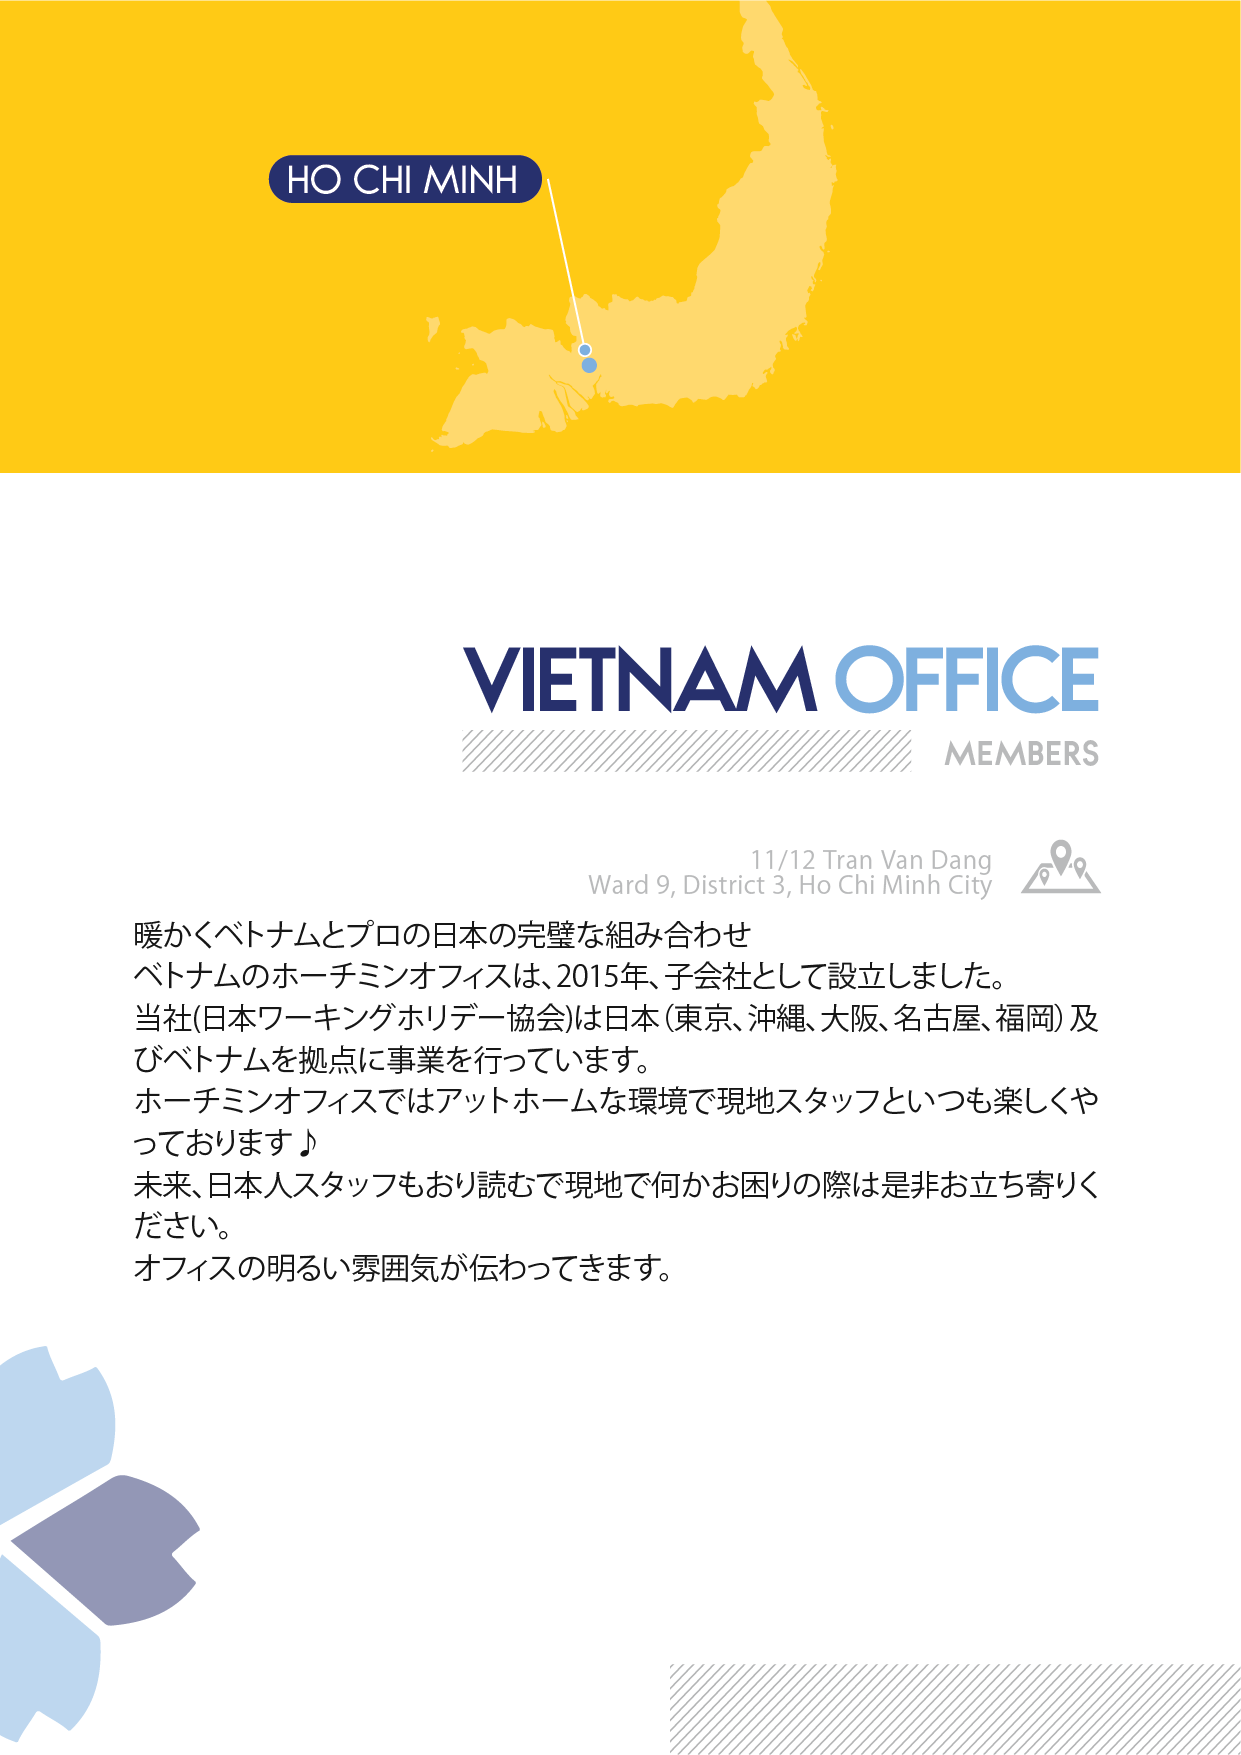 HO CHI MINH
VIETNAM OFFICE
MEMBERS
11/12 Tran Van Dang
Ward 9, District 3, Ho Chi Minh City
暖かくベトナムとプロの日本の完璧な組み合わせ
ベトナムのホーチミンオフィスは、2015年、子会社として設立しました。
当社(日本ワーキングホリデー協会)は日本（東京、沖縄、大阪、名古屋、福岡）及
びベトナムを拠点に事業を行っています。
ホーチミンオフィスではアットホームな環境で現地スタッフといつも楽しくや
っております♪
未来、日本人スタッフもおり読むで現地で何かお困りの際は是非お立ち寄りく
ださい。
オフィスの明るい雰囲気が伝わってきます。